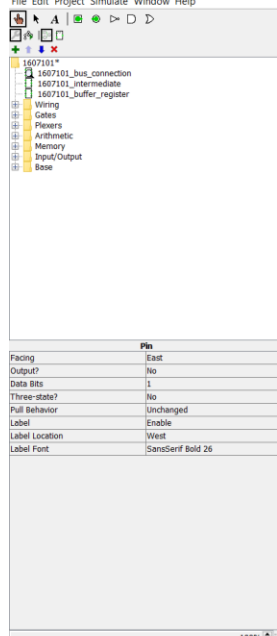 File Edit Project Simulate Window Help
A
1607101*
1607101_bus_connection
1607101_intermediate
1607101_buffer_register
Wiring
Gates
Plexers
Arithmetic
Memory
Input/Output
Base
Pin
Facing East
Output? No
Data Bits 1
Three-state? No
Pull Behavior Unchanged
Label Enable
Label Location West
Label Font SansSerif Bold 26